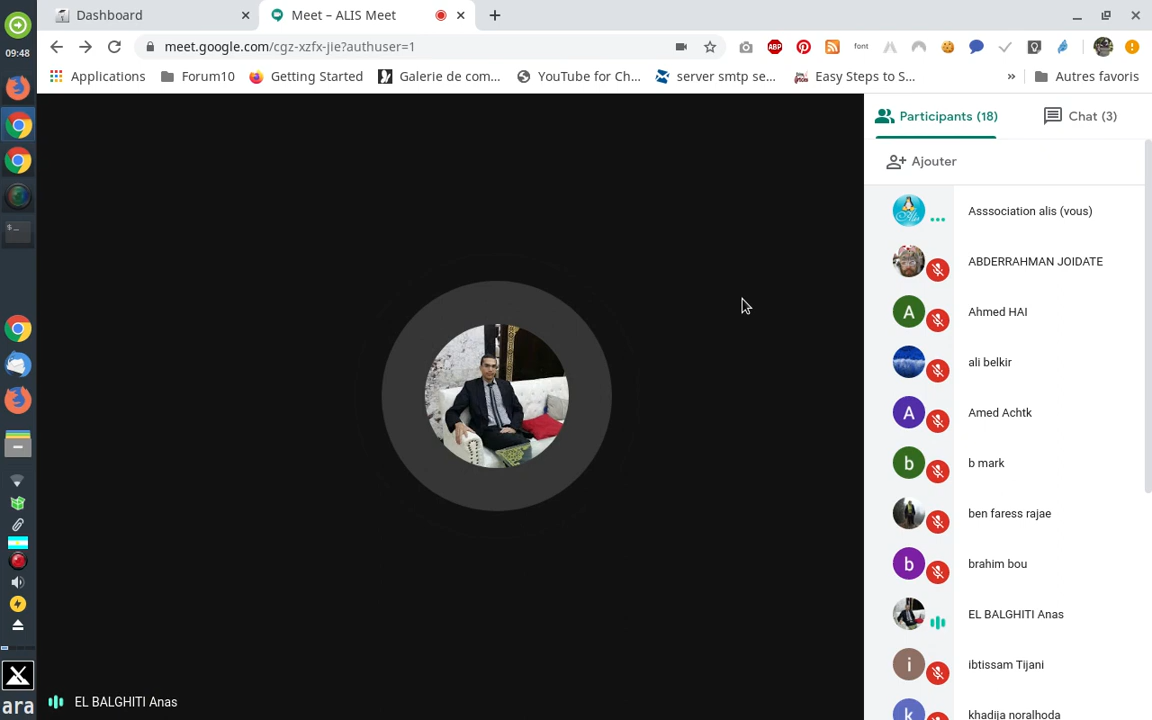 Dashboard
Meet – ALIS Meet
09:48
meet.google.com/cgz-xzfx-jie?authuser=1
ABP
font
Applications
Forum10
Getting Started
Galerie de com...
YouTube for Ch...
server smtp se...
Easy Steps to S...
»
Autres favoris
Participants (18)
Chat (3)
Ajouter
Asssociation alis (vous)
ABDERRAHMAN JOIDATE
A
Ahmed HAI
ali belkir
A
Amed Achtk
b
b mark
ben faress rajae
b
brahim bou
EL BALGHITI Anas
i
ibtissam Tijani
k
khadija noralhoda
EL BALGHITI Anas
ara